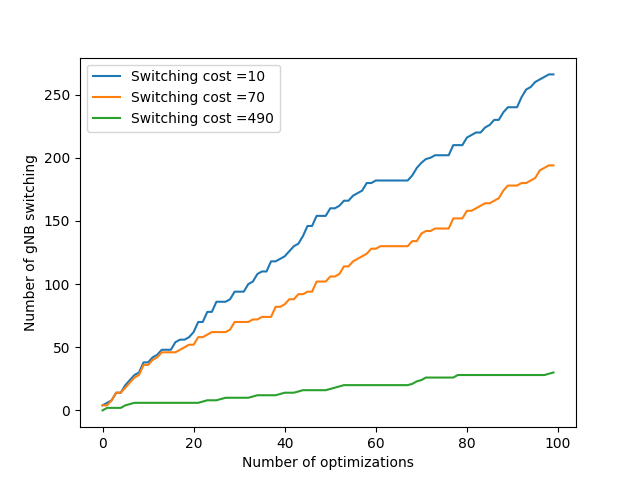 Switching cost =10
Switching cost =70
Switching cost =490
250
200
150
100
50
0
Number of gNB switching
0 20 40 60 80 100
Number of optimizations